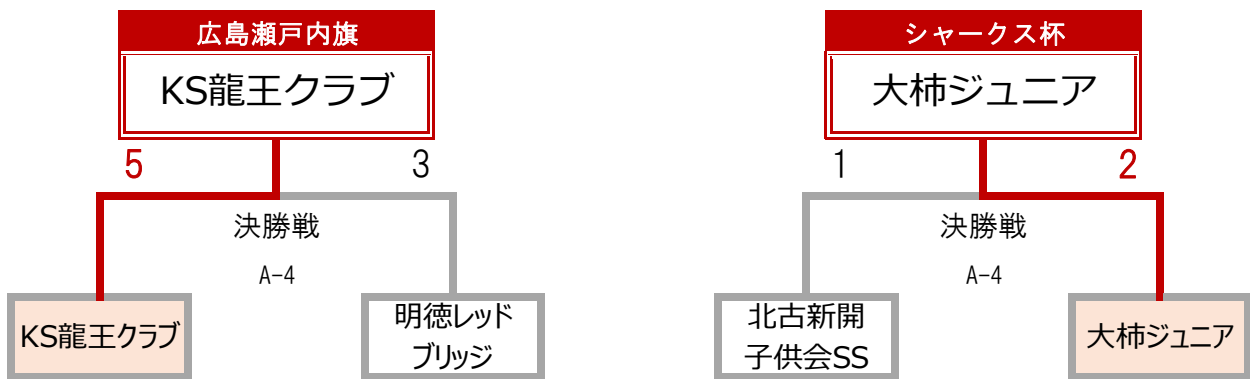 広島瀬戸内旗
KS龍王クラブ
5
3
決勝戦
A-4
KS龍王クラブ
明徳レッド
ブリッジ
シャークス杯
大柿ジュニア
1
2
決勝戦
A-4
北古新開
子供会SS
大柿ジュニア